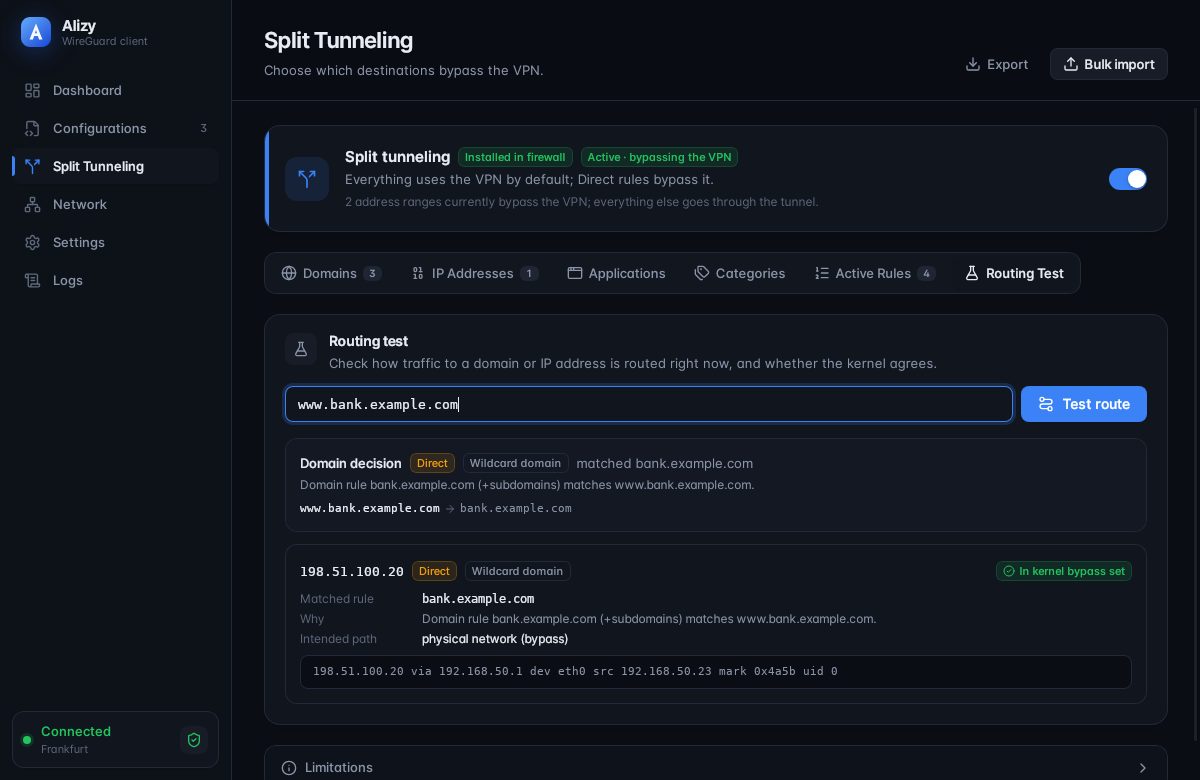 Alizy
WireGuard client
Dashboard
Configurations 3
Split Tunneling
Network
Settings
Logs
Connected
Frankfurt
Split Tunneling
Choose which destinations bypass the VPN.
Export
Bulk import
Split tunneling Installed in firewall Active · bypassing the VPN
Everything uses the VPN by default; Direct rules bypass it.
2 address ranges currently bypass the VPN; everything else goes through the tunnel.
Domains 3 IP Addresses 1 Applications Categories Active Rules 4 Routing Test
Routing test
Check how traffic to a domain or IP address is routed right now, and whether the kernel agrees.
www.bank.example.com
Test route
Domain decision Direct Wildcard domain matched bank.example.com
Domain rule bank.example.com (+subdomains) matches www.bank.example.com.
www.bank.example.com → bank.example.com
198.51.100.20 Direct Wildcard domain In kernel bypass set
Matched rule bank.example.com
Why Domain rule bank.example.com (+subdomains) matches www.bank.example.com.
Intended path physical network (bypass)
198.51.100.20 via 192.168.50.1 dev eth0 src 192.168.50.23 mark 0x4a5b uid 0
Limitations